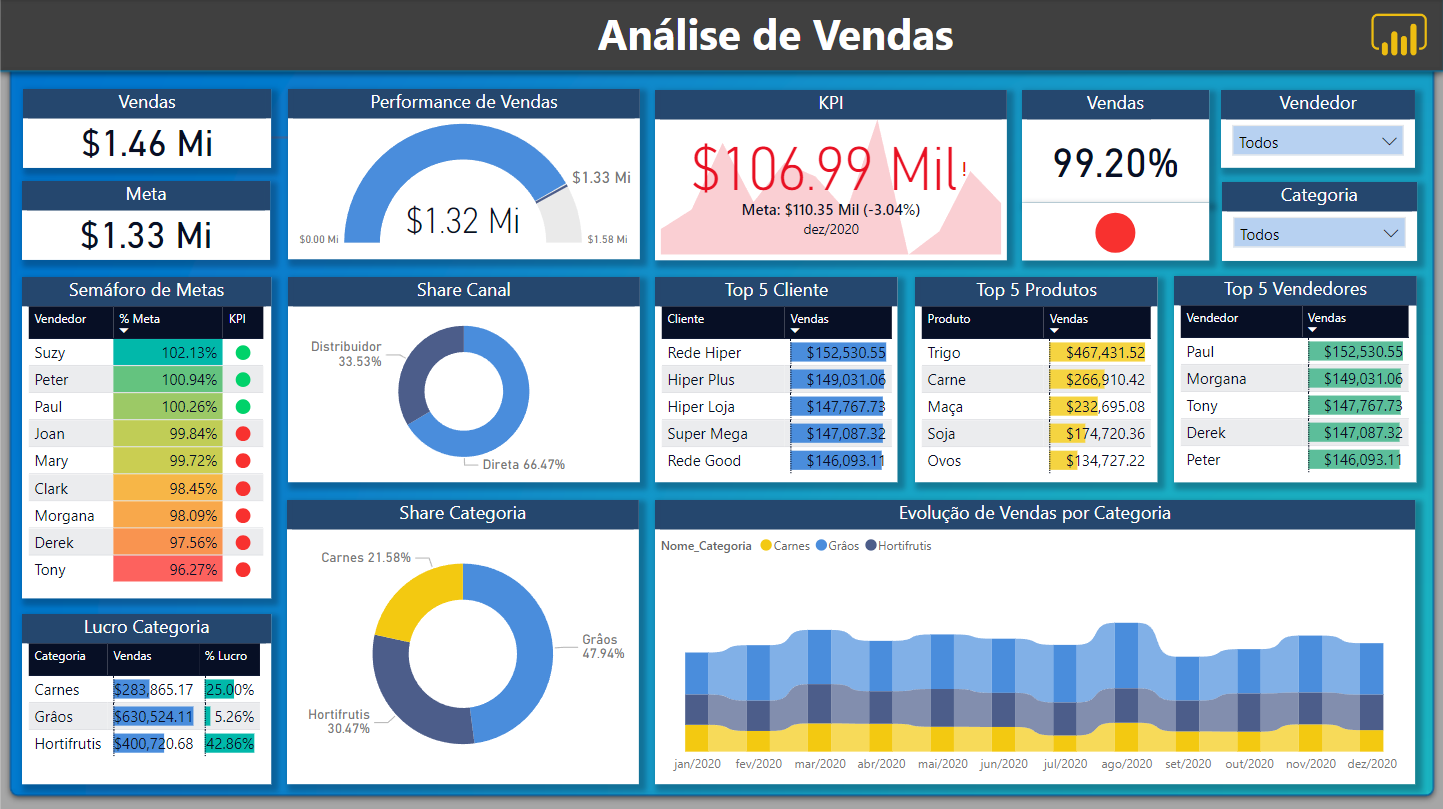 Análise de Vendas
Vendas
$1.46 Mi
Meta
$1.33 Mi
Performance de Vendas
$1.33 Mi
$1.32 Mi
$0.00 Mi
$1.58 Mi
KPI
$106.99 Mil!
Meta: $110.35 Mil (-3.04%)
dez/2020
Vendas
99.20%
Vendedor
Todos
Categoria
Todos
Semáforo de Metas
Vendedor % Meta KPI
Suzy 102.13%
Peter 100.94%
Paul 100.26%
Joan 99.84%
Mary 99.72%
Clark 98.45%
Morgana 98.09%
Derek 97.56%
Tony 96.27%
Share Canal
Distribuidor
33.53%
Direta 66.47%
Top 5 Cliente
Cliente Vendas
Rede Hiper $152,530.55
Hiper Plus $149,031.06
Hiper Loja $147,767.73
Super Mega $147,087.32
Rede Good $146,093.11
Top 5 Produtos
Produto Vendas
Trigo $467,431.52
Carne $266,910.42
Maça $232,695.08
Soja $174,720.36
Ovos $134,727.22
Top 5 Vendedores
Vendedor Vendas
Paul $152,530.55
Morgana $149,031.06
Tony $147,767.73
Derek $147,087.32
Peter $146,093.11
Lucro Categoria
Categoria Vendas % Lucro
Carnes $283,865.17 25.00%
Grâos $630,524.11 5.26%
Hortifrutis $400,720.68 42.86%
Share Categoria
Carnes 21.58%
Grâos
47.94%
Hortifrutis
30.47%
Evolução de Vendas por Categoria
Nome_Categoria Carnes Grâos Hortifrutis
jan/2020 fev/2020 mar/2020 abr/2020 mai/2020 jun/2020 jul/2020 ago/2020 set/2020 out/2020 nov/2020 dez/2020